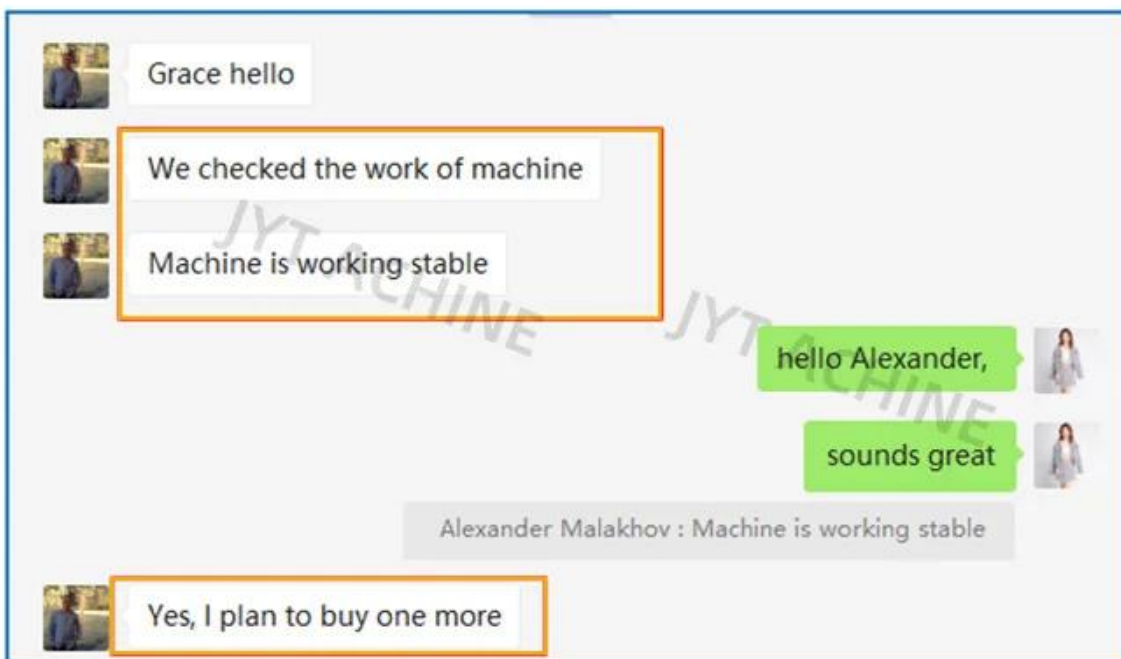 Grace hello
We checked the work of machine
Machine is working stable
JYT ACHINE
JYT ACHINE
hello Alexander,
sounds great
Alexander Malakhov : Machine is working stable
Yes, I plan to buy one more